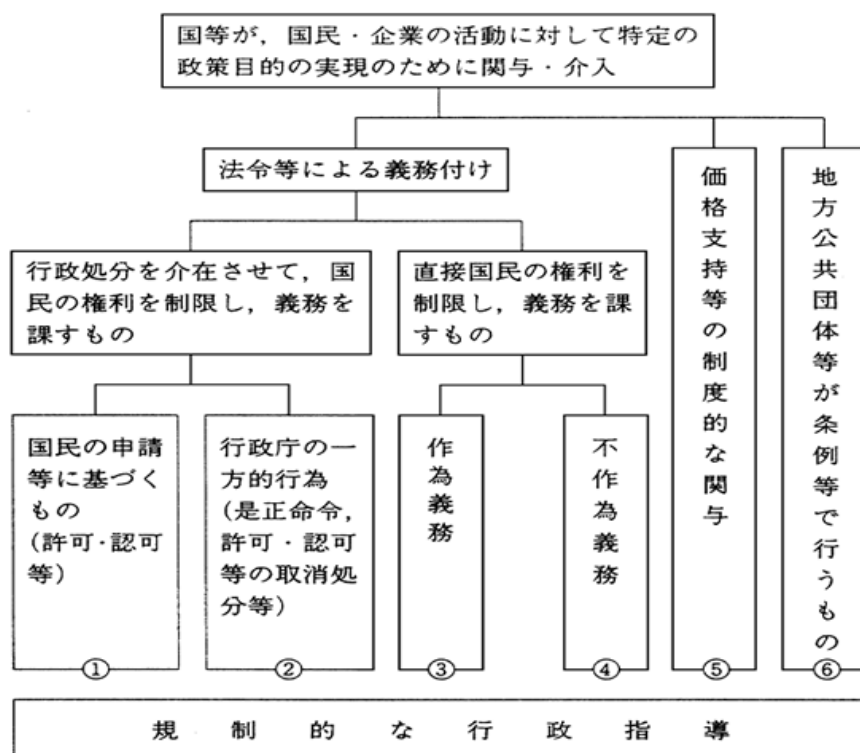 国等が，国民・企業の活動に対して特定の
政策目的の実現のために関与・介入
法令等による義務付け
行政処分を介在させて，国
民の権利を制限し，義務を
課すもの
直接国民の権利を
制限し，義務を課
すもの
国民の申請
等に基づく
もの
(許可・認可
等)
①
行政庁の一
方的行為
(是正命令，
許可・認可
等の取消処
分等)
②
作為義務
③
不作為義務
④
価格支持等の制度的な関与
⑤
地方公共団体等が条例等で行うもの
⑥
規制的な行政指導